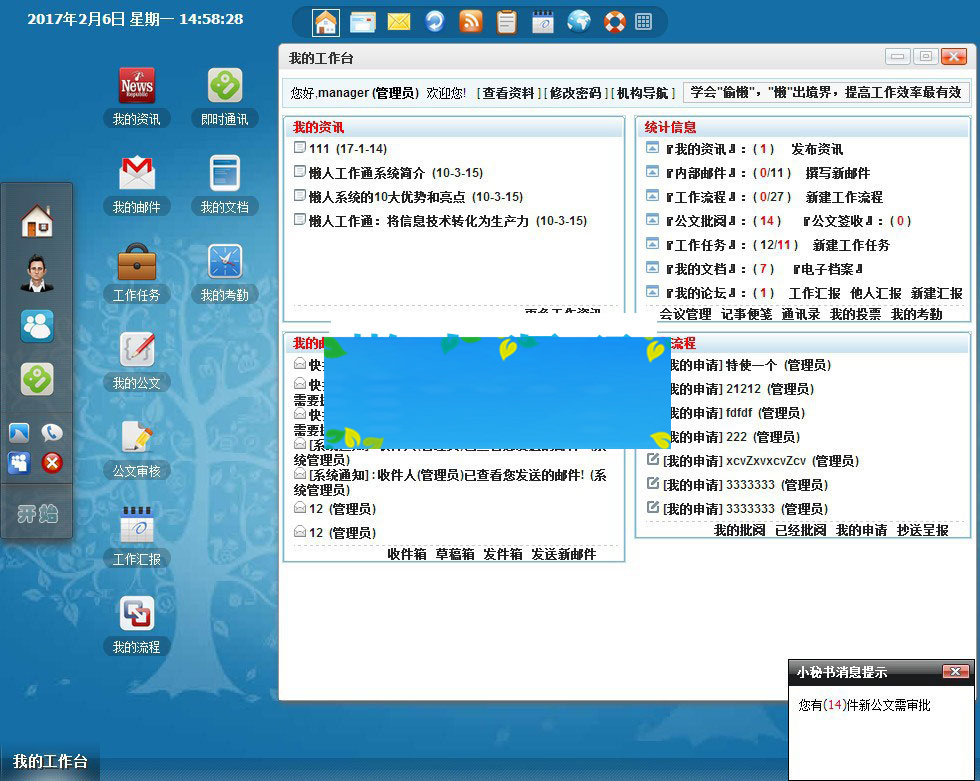 2017年2月6日 星期一 14:58:28
我的资讯
即时通讯
我的邮件
我的文档
工作任务
我的考勤
我的公文
公文审核
工作汇报
我的流程
开始
我的工作台
我的工作台
您好,manager (管理员) 欢迎您! [查看资料] [修改密码] [机构导航]
学会"偷懒"，"懒"出境界，提高工作效率最有效
我的资讯
111 (17-1-14)
懒人工作通系统简介 (10-3-15)
懒人系统的10大优势和亮点 (10-3-15)
懒人工作通：将信息技术转化为生产力 (10-3-15)
统计信息
『我的资讯』：( 1 ) 发布资讯
『内部邮件』：( 0/11 ) 撰写新邮件
『工作流程』：( 0/27 ) 新建工作流程
『公文批阅』：( 14 ) 『公文签收』：( 0 )
『工作任务』：( 12/11 ) 新建工作任务
『我的文档』：( 7 ) 『电子档案』
『我的论坛』：( 1 ) 工作汇报 他人汇报 新建汇报
会议管理 记事便笺 通讯录 我的投票 我的考勤
我的
快
快
需要
快
需要
[系
统管理员)
[系统通知]:收件人(管理员)已查看您发送的邮件! (系
统管理员)
12 (管理员)
12 (管理员)
收件箱 草稿箱 发件箱 发送新邮件
流程
我的申请] 特使一个 (管理员)
我的申请] 21212 (管理员)
我的申请] fdfdf (管理员)
我的申请] 222 (管理员)
[我的申请] xcvZxvxcvZcv (管理员)
[我的申请] 3333333 (管理员)
[我的申请] 3333333 (管理员)
我的批阅 已经批阅 我的申请 抄送呈报
小秘书消息提示
您有(14)件新公文需审批